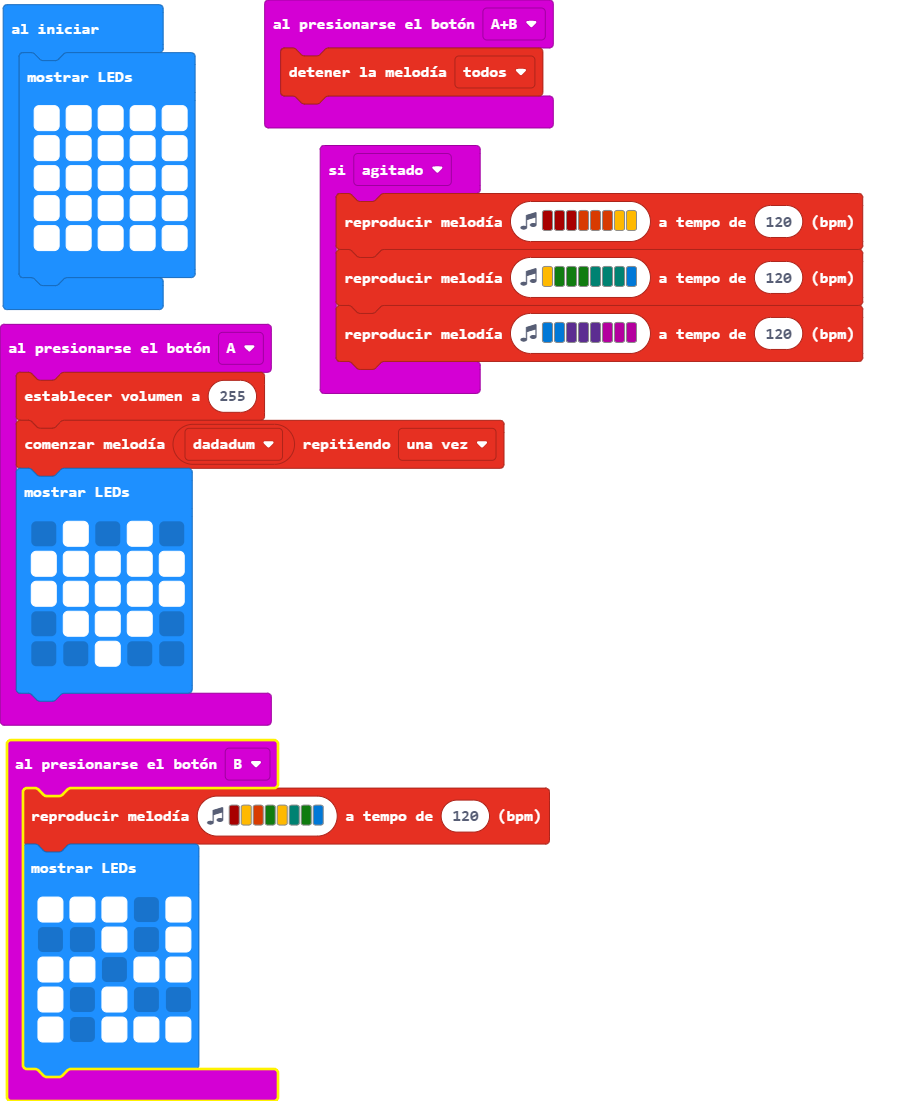 al iniciar
mostrar LEDs
al presionarse el botón A+B
detener la melodía todos
si agitado
reproducir melodía a tempo de 120 (bpm)
reproducir melodía a tempo de 120 (bpm)
reproducir melodía a tempo de 120 (bpm)
al presionarse el botón A
establecer volumen a 255
comenzar melodía dadadum repitiendo una vez
mostrar LEDs
al presionarse el botón B
reproducir melodía a tempo de 120 (bpm)
mostrar LEDs